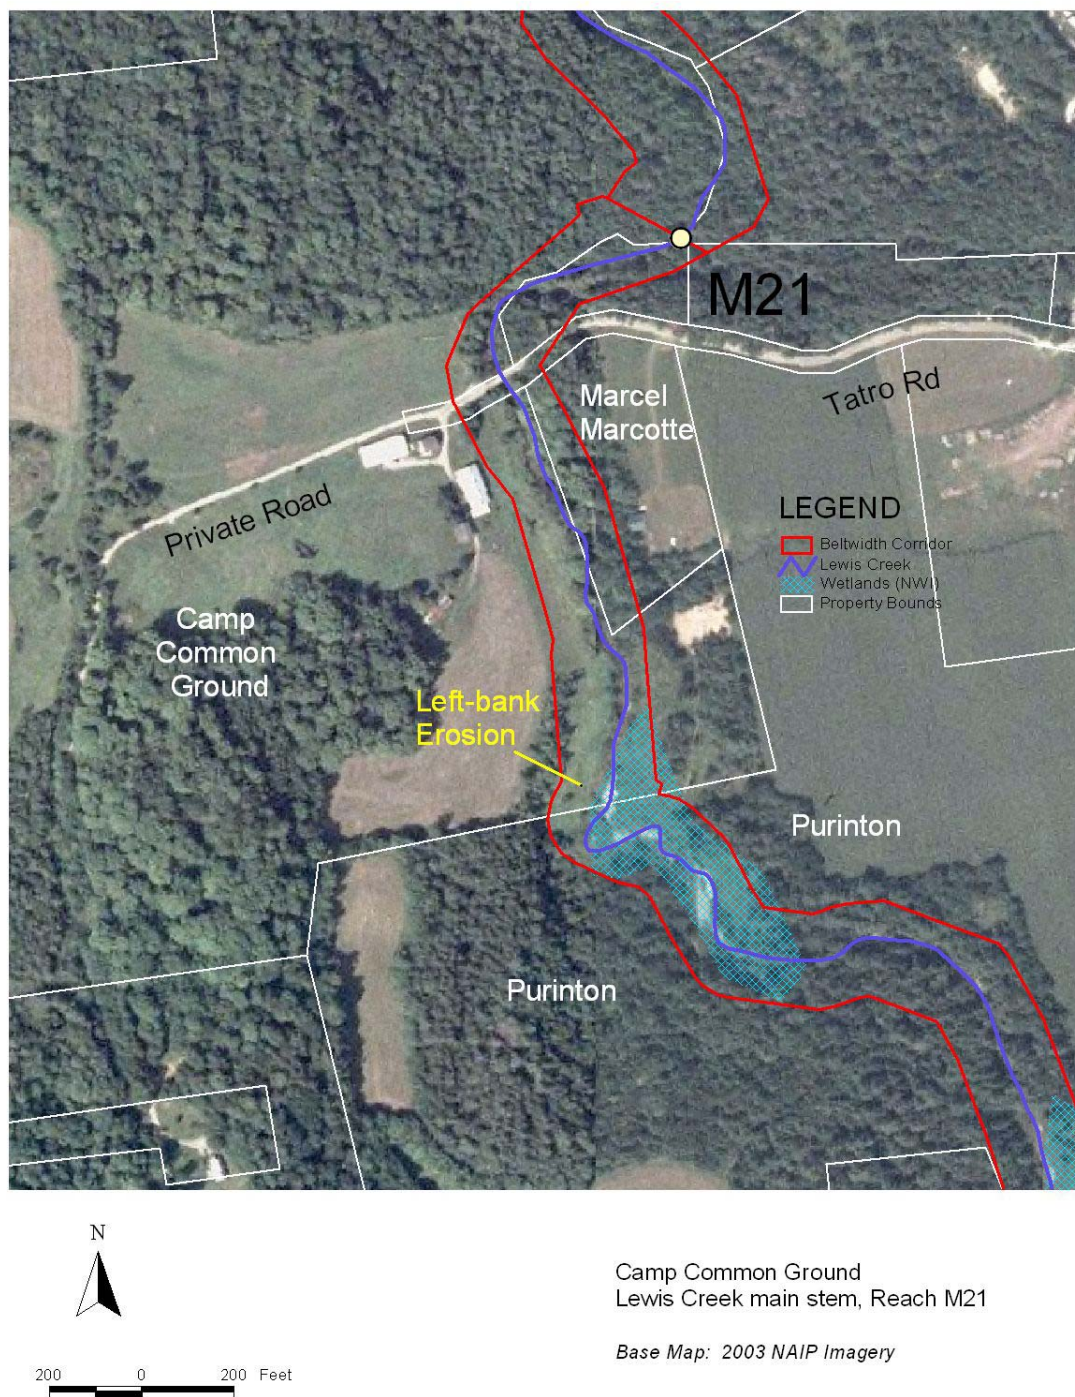 M21
Tatro Rd
Marcel
Marcotte
Private Road
LEGEND
Beltwidth Corridor
Lewis Creek
Wetlands (NWI)
Property Bounds
Camp
Common
Ground
Left-bank
Erosion
Purinton
Purinton
N
200 0 200 Feet
Camp Common Ground
Lewis Creek main stem, Reach M21
Base Map: 2003 NAIP Imagery